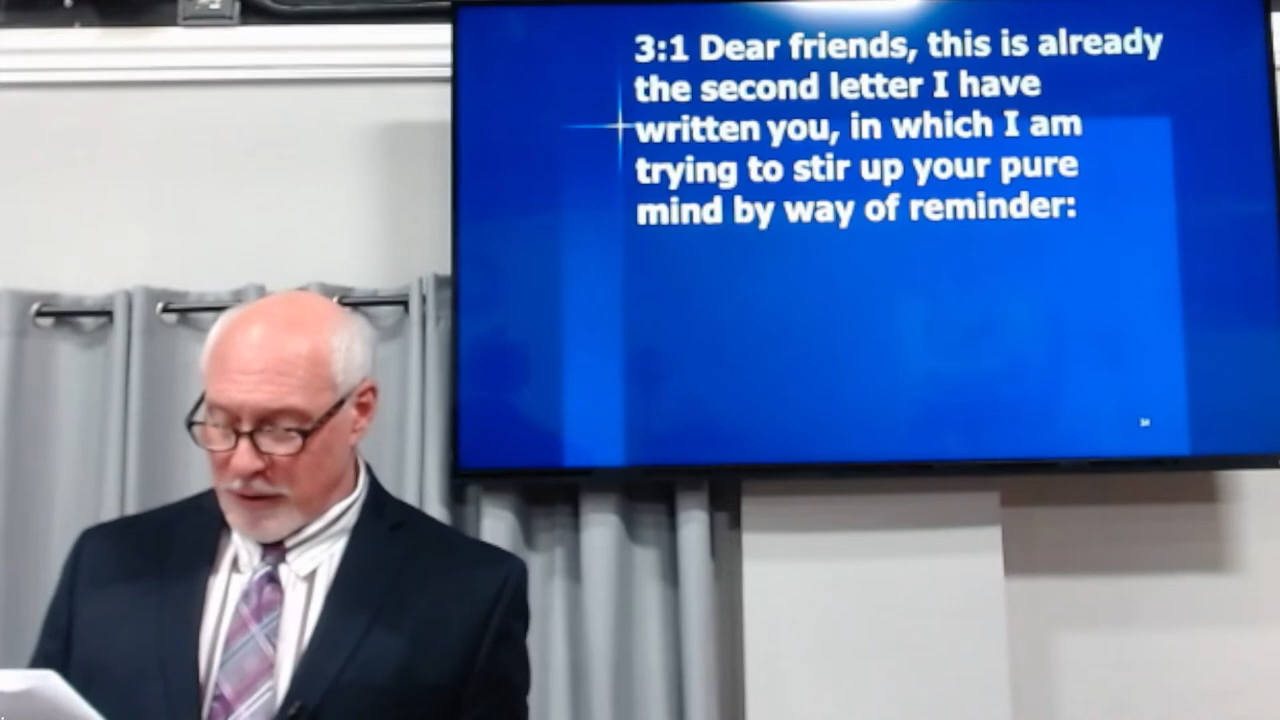 3:1 Dear friends, this is already
the second letter I have
written you, in which I am
trying to stir up your pure
mind by way of reminder: